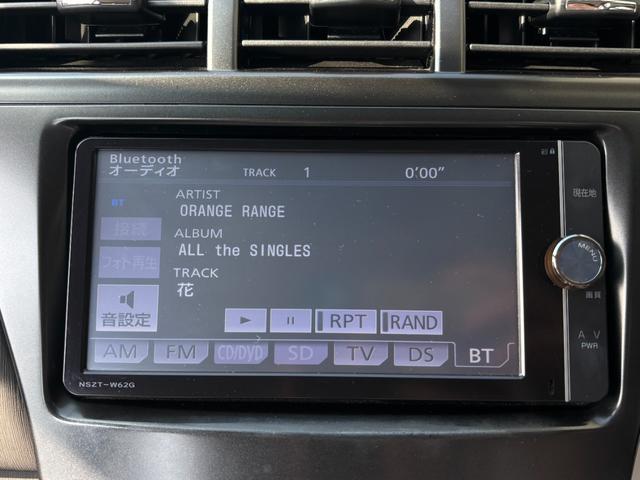 Bluetooth
オーディオ TRACK 1 0'00”
BT
ARTIST
ORANGE RANGE
接続
ALBUM
ALL the SINGLES
フォト再生
TRACK
花
音設定
RPT RAND
AM FM CD/DVD SD TV DS BT
NSZT-W62G
現在地
MENU
画質
A V
PWR